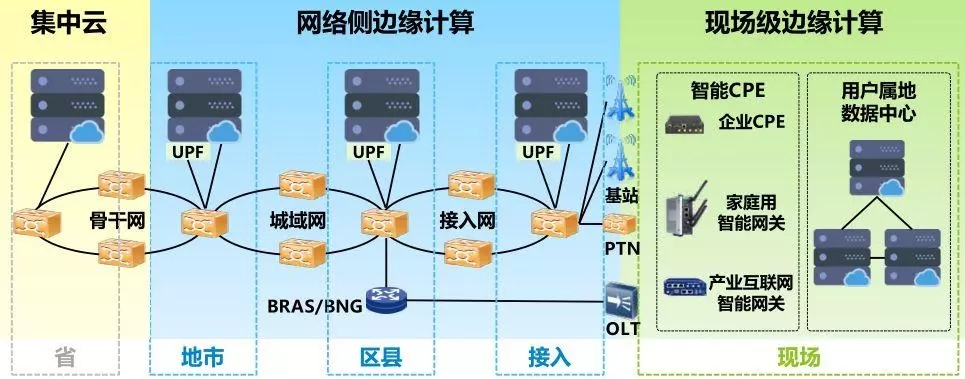 集中云
网络侧边缘计算
现场级边缘计算
UPF
UPF
UPF
骨干网
城域网
接入网
BRAS/BNG
基站
PTN
OLT
智能CPE
企业CPE
家庭用
智能网关
产业互联网
智能网关
用户属地
数据中心
省
地市
区县
接入
现场